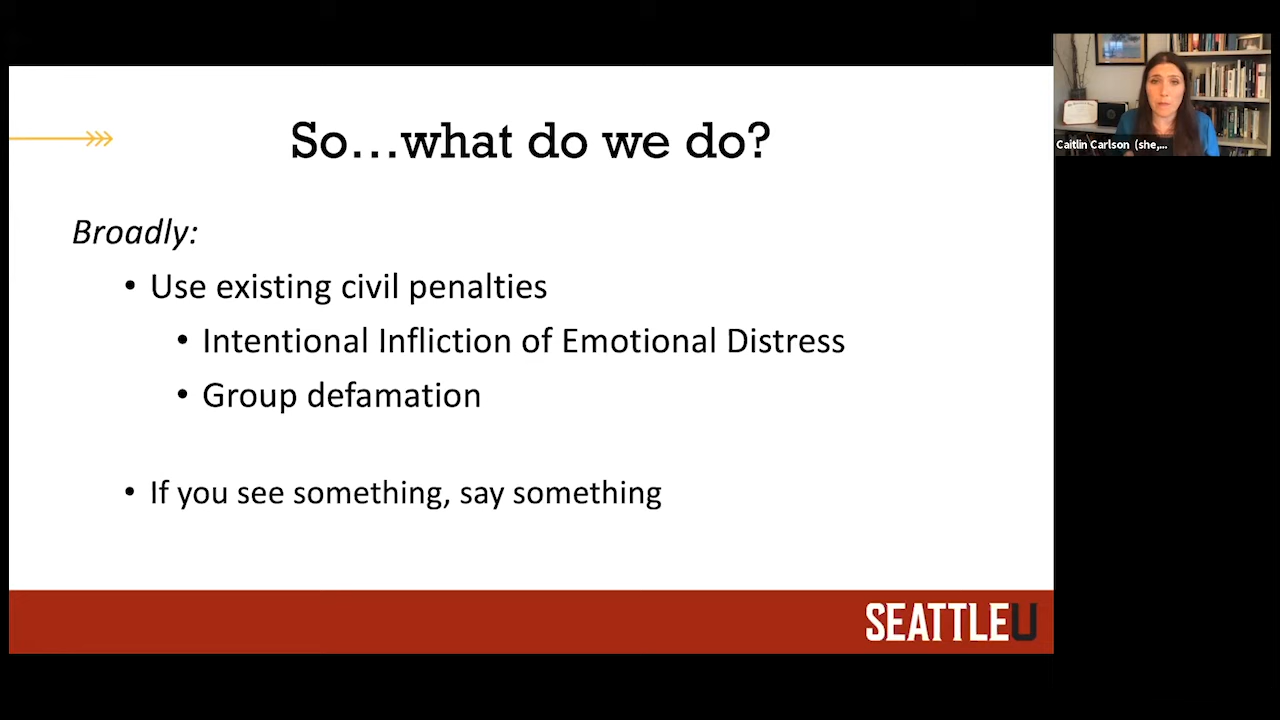 So...what do we do?
Caitlin Carlson (she,...
Broadly:
• Use existing civil penalties
• Intentional Infliction of Emotional Distress
• Group defamation
• If you see something, say something
SEATTLEU